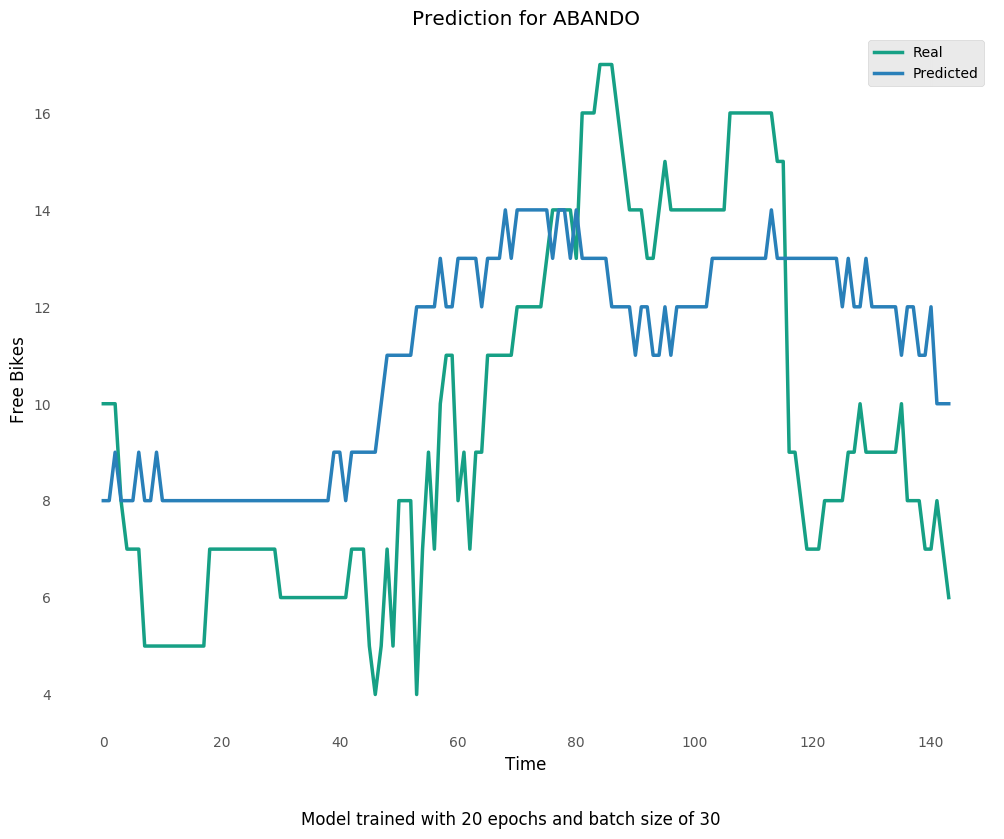 Prediction for ABANDO
Real
Predicted
Free Bikes
16
14
12
10
8
6
4
0 20 40 60 80 100 120 140
Time
Model trained with 20 epochs and batch size of 30